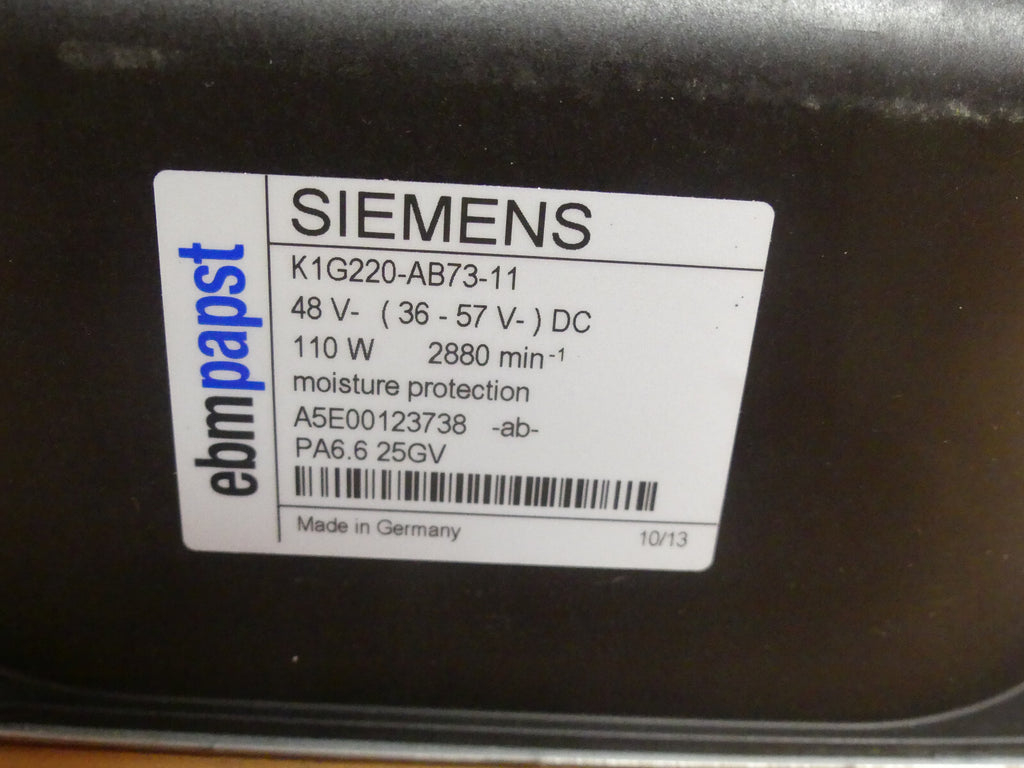 ebmpapst
SIEMENS
K1G220-AB73-11
48 V- ( 36 - 57 V- ) DC
110 W 2880 min-1
moisture protection
A5E00123738 -ab-
PA6.6 25GV
Made in Germany 10/13